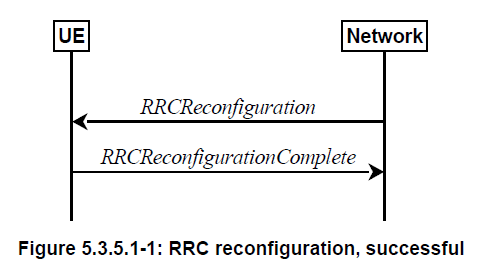 UE
Network
RRCReconfiguration
RRCReconfigurationComplete
Figure 5.3.5.1-1: RRC reconfiguration, successful